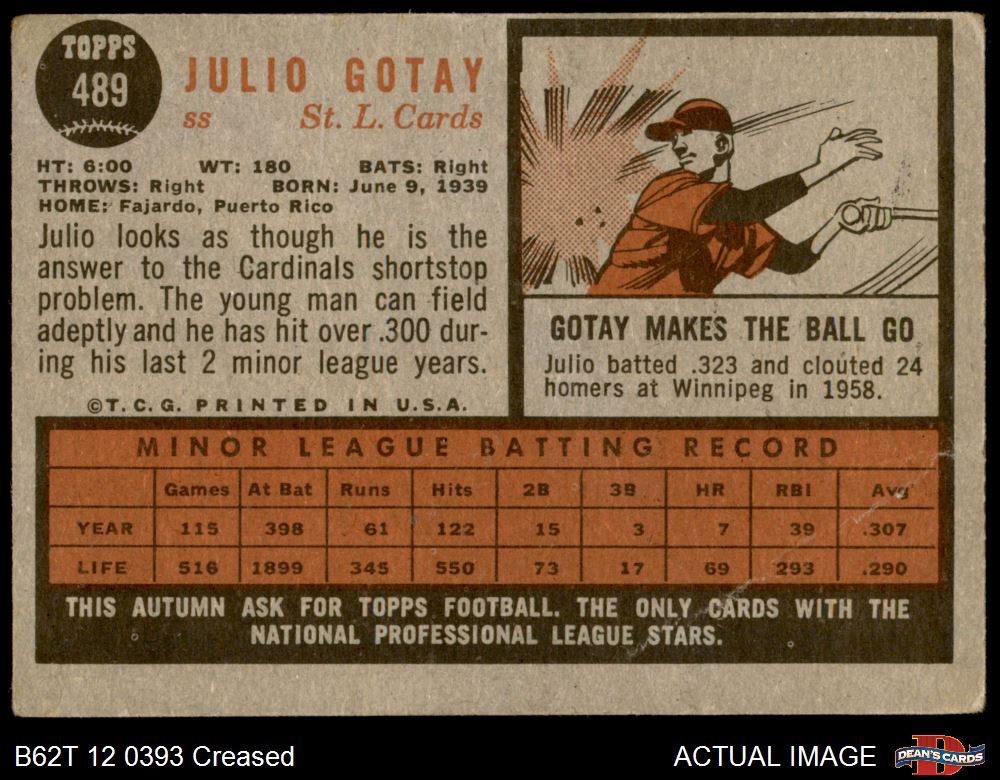 TOPPS
489
JULIO GOTAY
SS St. L. Cards
HT: 6:00 WT: 180 BATS: Right
THROWS: Right BORN: June 9, 1939
HOME: Fajardo, Puerto Rico
Julio looks as though he is the
answer to the Cardinals shortstop
problem. The young man can field
adeptly and he has hit over .300 dur-
ing his last 2 minor league years.
©T.C.G. PRINTED IN U.S.A.
GOTAY MAKES THE BALL GO
Julio batted .323 and clouted 24
homers at Winnipeg in 1958.
MINOR LEAGUE BATTING RECORD
Games At Bat Runs Hits 2B 3B HR RBI Avg
YEAR 115 398 61 122 15 3 7 39 .307
LIFE 516 1899 345 550 73 17 69 293 .290
THIS AUTUMN ASK FOR TOPPS FOOTBALL. THE ONLY CARDS WITH THE
NATIONAL PROFESSIONAL LEAGUE STARS.
B62T 12 0393 Creased ACTUAL IMAGE DEAN'S CARDS